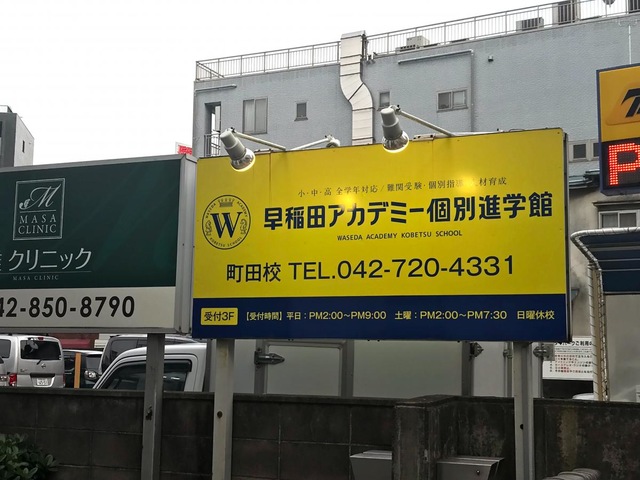 M
MASA
CLINIC
クリニック
MASA CLINIC
42-850-8790
小・中・高 全学年対応／難関受験・個別指導・人材育成
WASEDA ACADEMY
W
KOBETSU SCHOOL
早稲田アカデミー個別進学館
WASEDA ACADEMY KOBETSU SCHOOL
町田校 TEL.042-720-4331
受付3F 【受付時間】平日：PM2:00～PM9:00 土曜：PM2:00～PM7:30 日曜休校
P